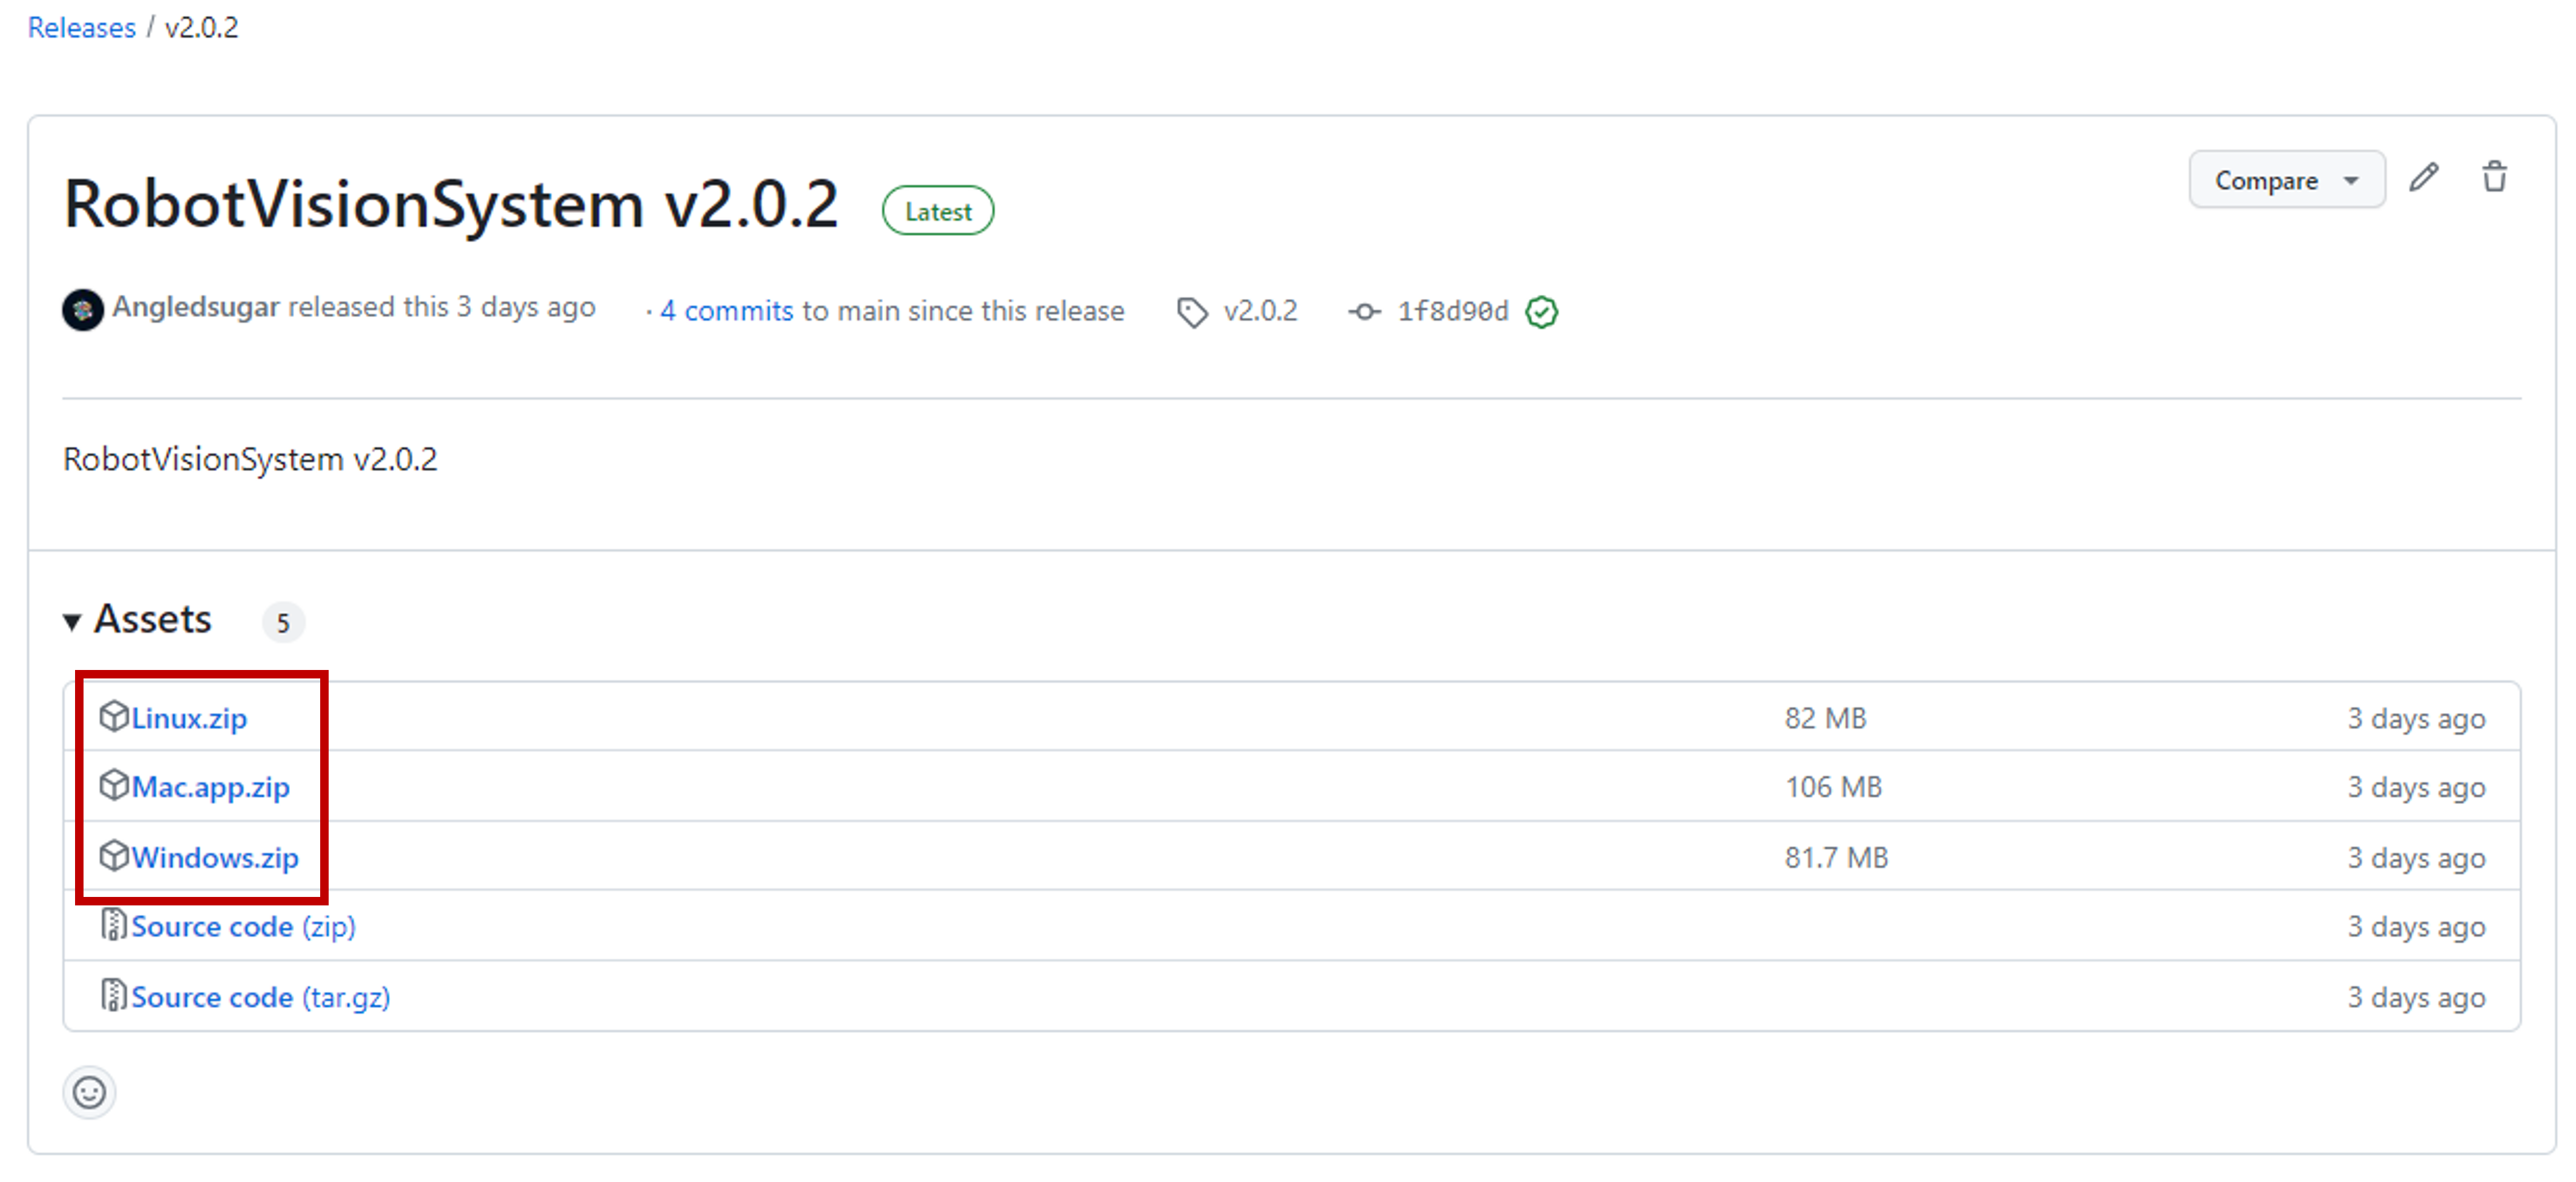 Releases / v2.0.2
RobotVisionSystem v2.0.2 Latest Compare
Angledsugar released this 3 days ago · 4 commits to main since this release v2.0.2 1f8d90d
RobotVisionSystem v2.0.2
Assets 5
Linux.zip 82 MB 3 days ago
Mac.app.zip 106 MB 3 days ago
Windows.zip 81.7 MB 3 days ago
Source code (zip) 3 days ago
Source code (tar.gz) 3 days ago